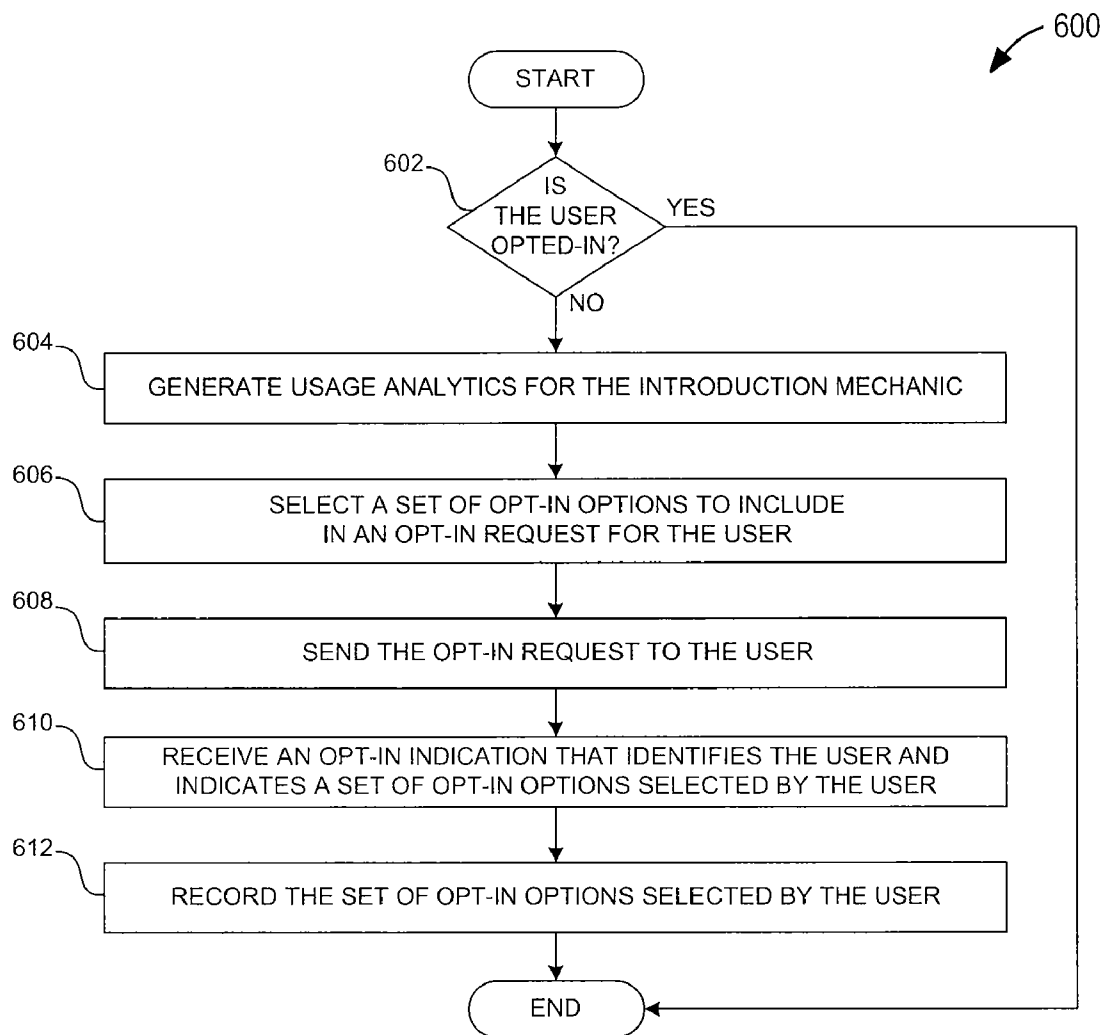 600
START
602
IS
THE USER
OPTED-IN?
YES
NO
604
GENERATE USAGE ANALYTICS FOR THE INTRODUCTION MECHANIC
606
SELECT A SET OF OPT-IN OPTIONS TO INCLUDE
IN AN OPT-IN REQUEST FOR THE USER
608
SEND THE OPT-IN REQUEST TO THE USER
610
RECEIVE AN OPT-IN INDICATION THAT IDENTIFIES THE USER AND
INDICATES A SET OF OPT-IN OPTIONS SELECTED BY THE USER
612
RECORD THE SET OF OPT-IN OPTIONS SELECTED BY THE USER
END